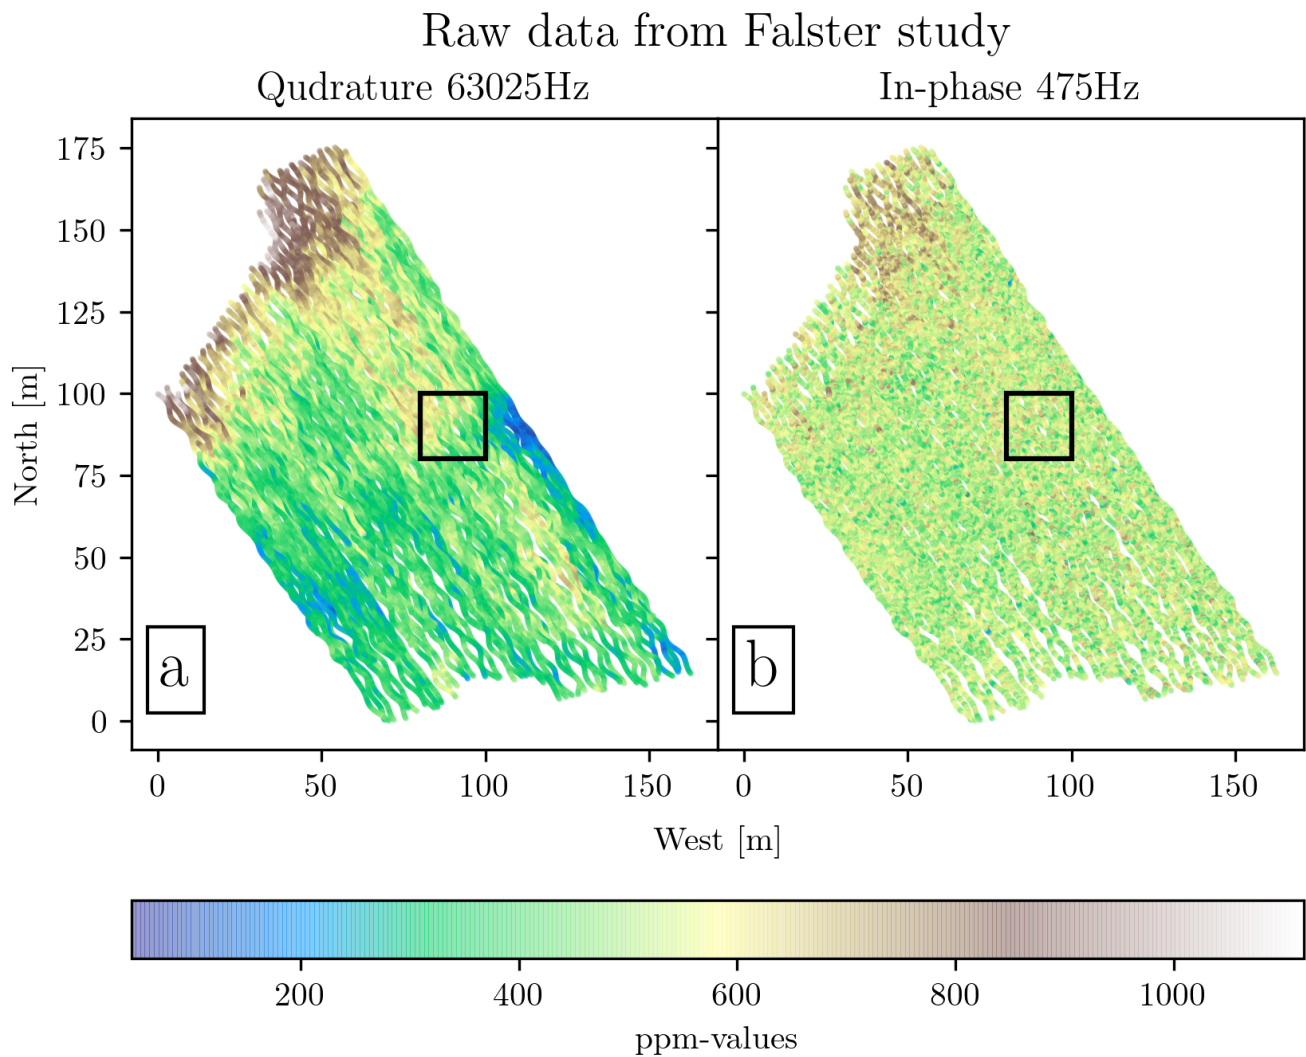 Raw data from Falster study
Qudrature 63025Hz
In-phase 475Hz
175
150
125
100
75
50
25
0
North [m]
a
b
0 50 100 150
0 50 100 150
West [m]
200 400 600 800 1000
ppm-values